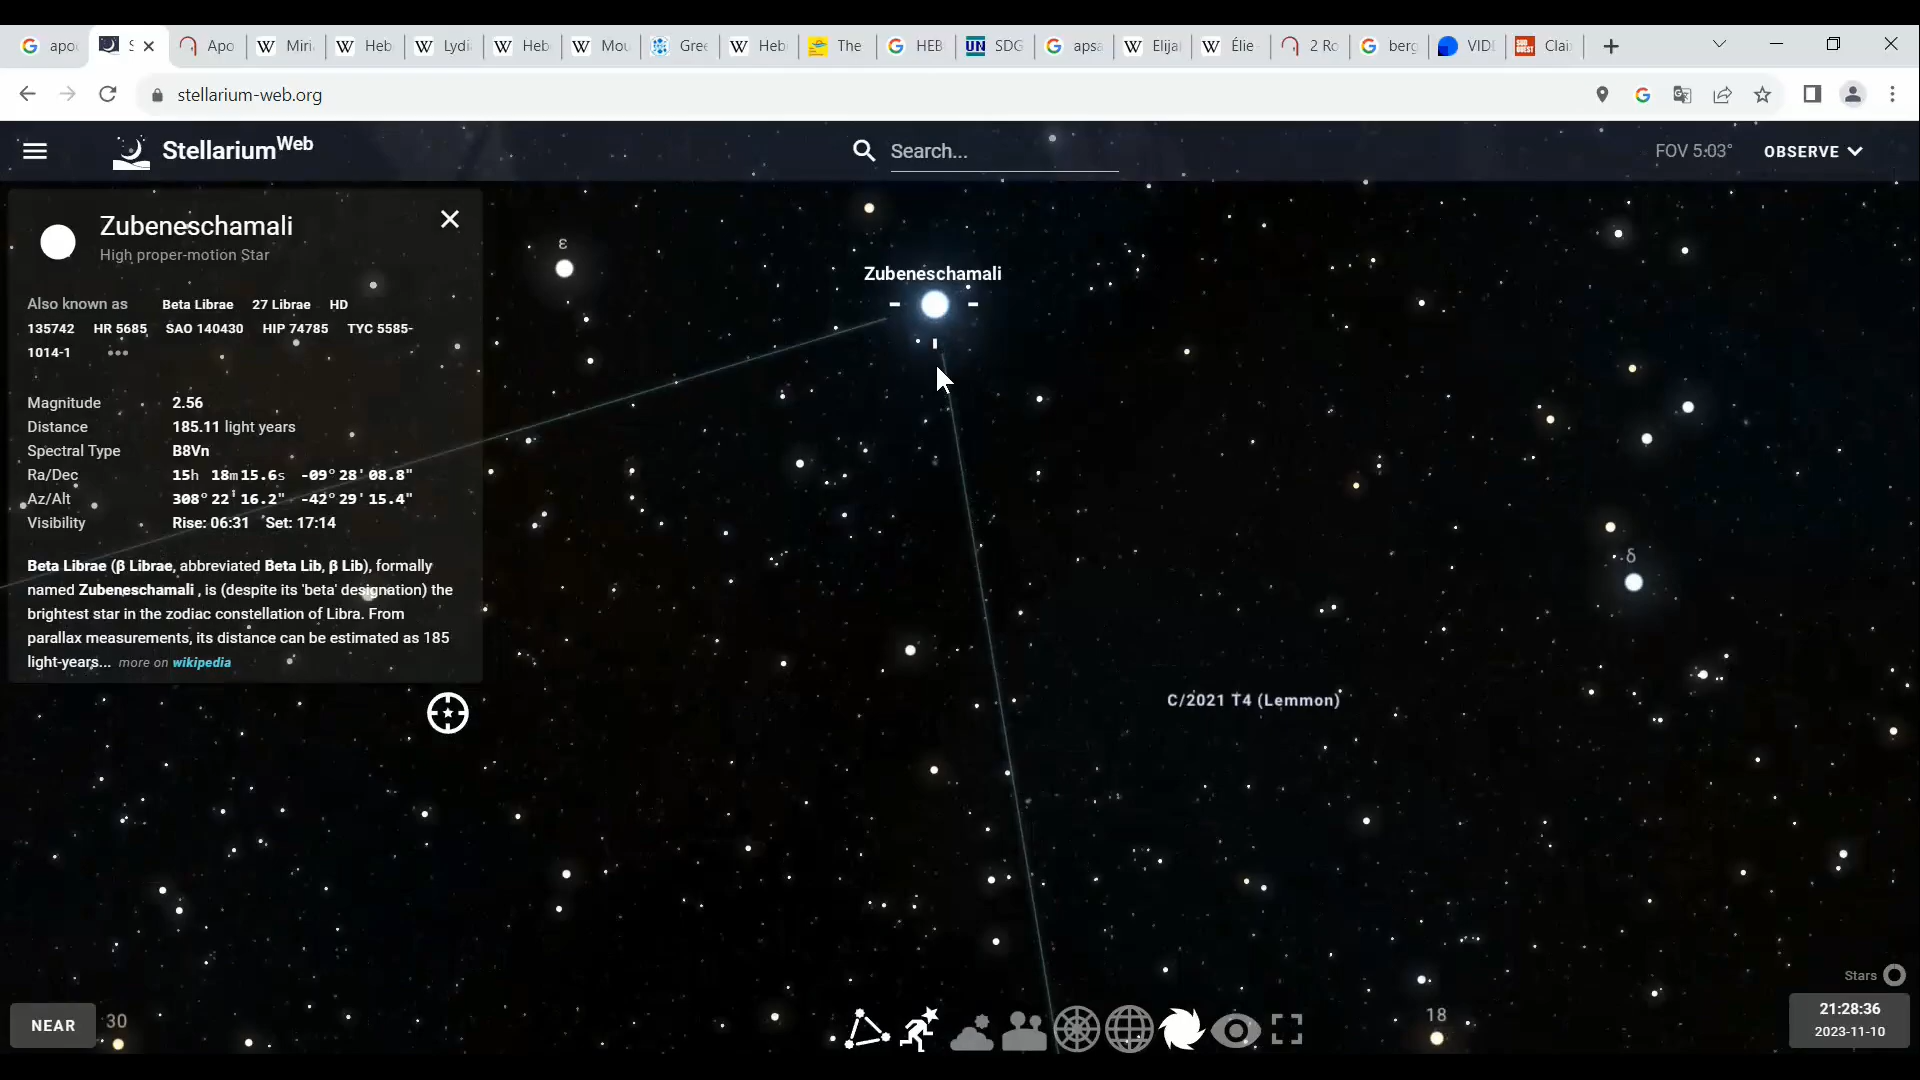 apo
S
Apo
Miri
Heb
Lydi
Heb
Mou
Gre
Heb
The
HEB
UN SDG
apsa
Elija
Élie
2 Ro
berg
VIDI
SUD OUEST Clai
stellarium-web.org
StellariumWeb
Search...
FOV 5.03°
OBSERVE
Zubeneschamali
High proper-motion Star
Also known as Beta Librae 27 Librae HD
135742 HR 5685 SAO 140430 HIP 74785 TYC 5585-
1014-1
Magnitude 2.56
Distance 185.11 light years
Spectral Type B8Vn
Ra/Dec 15h 18m15.6s -09°28'08.8"
Az/Alt 308°22'16.2" -42°29'15.4"
Visibility Rise: 06:31 Set: 17:14
Beta Librae (β Librae, abbreviated Beta Lib, β Lib), formally
named Zubeneschamali , is (despite its 'beta' designation) the
brightest star in the zodiac constellation of Libra. From
parallax measurements, its distance can be estimated as 185
light-years... more on wikipedia
ε
Zubeneschamali
δ
C/2021 T4 (Lemmon)
Stars
NEAR
30
18
21:28:36
2023-11-10